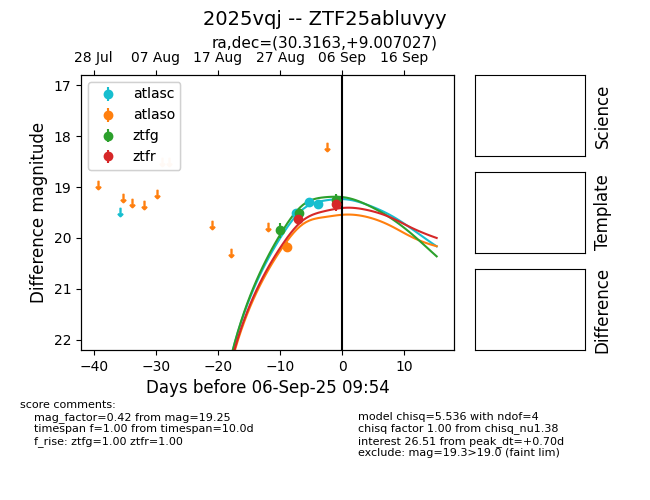 2025vqj -- ZTF25abluvyy
ra,dec=(30.3163,+9.007027)
28 Jul 07 Aug 17 Aug 27 Aug 06 Sep 16 Sep
17
18
19
20
21
22
Difference magnitude
atlasc
atlaso
ztfg
ztfr
−40 −30 −20 −10 0 10
Days before 06-Sep-25 09:54
Science
Template
Difference
score comments:
mag_factor=0.42 from mag=19.25
timespan f=1.00 from timespan=10.0d
f_rise: ztfg=1.00 ztfr=1.00
model chisq=5.536 with ndof=4
chisq factor 1.00 from chisq_nu1.38
interest 26.51 from peak_dt=+0.70d
exclude: mag=19.3>19.0 (faint lim)